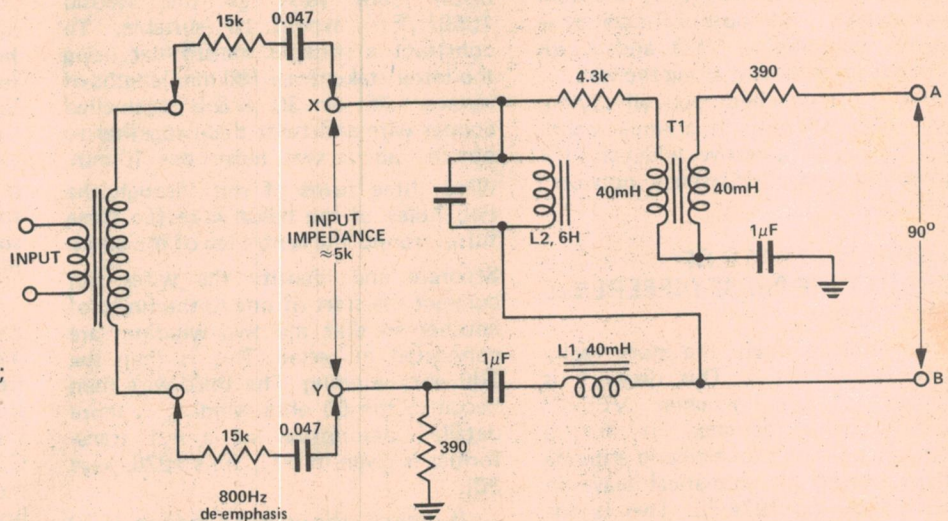 15k
0.047
INPUT
X
INPUT
IMPEDANCE
≈5k
Y
15k
0.047
800Hz
de-emphasis
4.3k
390
A
T1
40mH
40mH
L2, 6H
1µF
90°
1µF
L1, 40mH
390
B